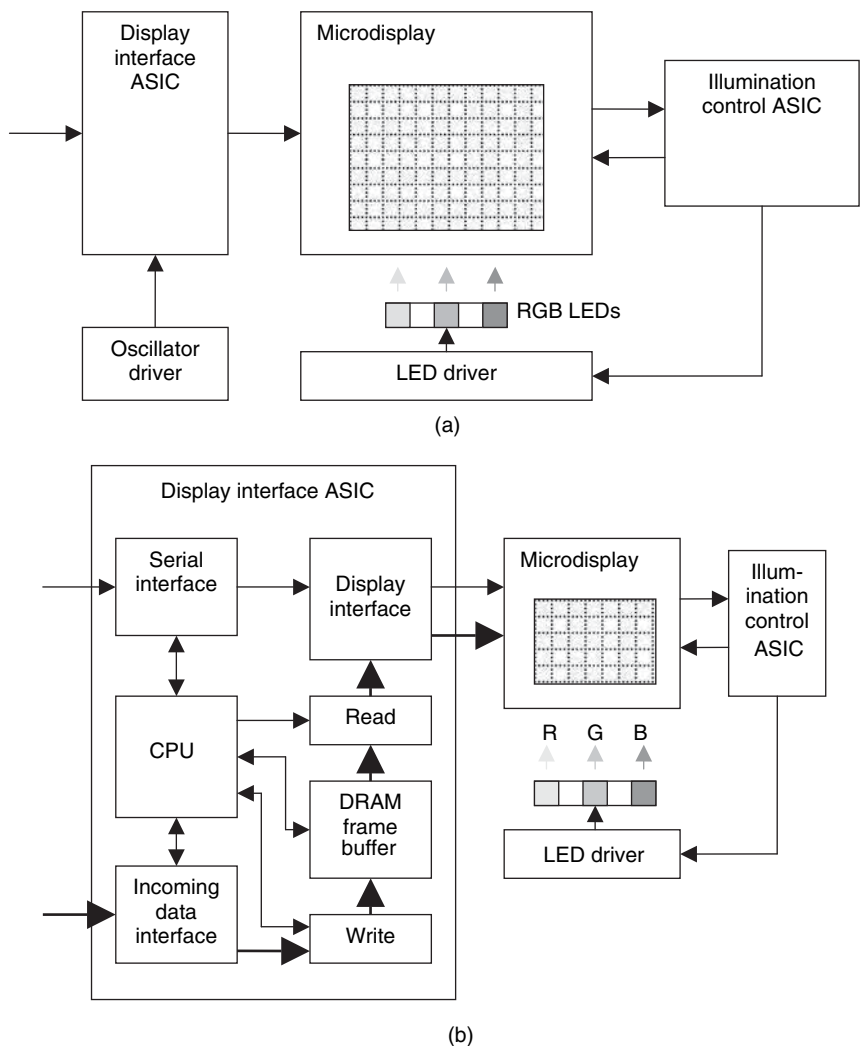 Display
interface
ASIC
Microdisplay
Illumination
control ASIC
RGB LEDs
Oscillator
driver
LED driver
(a)
Display interface ASIC
Serial
interface
Display
interface
Microdisplay
Illum-
ination
control
ASIC
CPU
Read
R G B
DRAM
frame
buffer
LED driver
Incoming
data
interface
Write
(b)